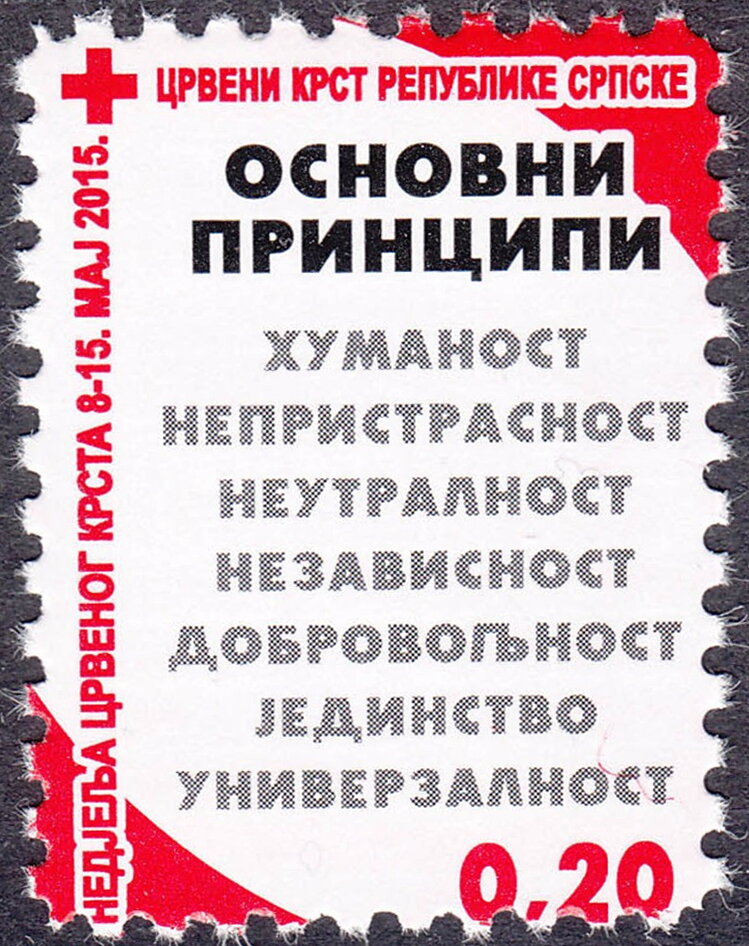 ЦРВЕНИ КРСТ РЕПУБЛИКЕ СРПСКЕ
НЕДЈЕЉА ЦРВЕНОГ КРСТА 8-15. МАЈ 2015.
ОСНОВНИ
ПРИНЦИПИ
ХУМАНОСТ
НЕПРИСТРАСНОСТ
НЕУТРАЛНОСТ
НЕЗАВИСНОСТ
ДОБРОВОЉНОСТ
ЈЕДИНСТВО
УНИВЕРЗАЛНОСТ
0,20